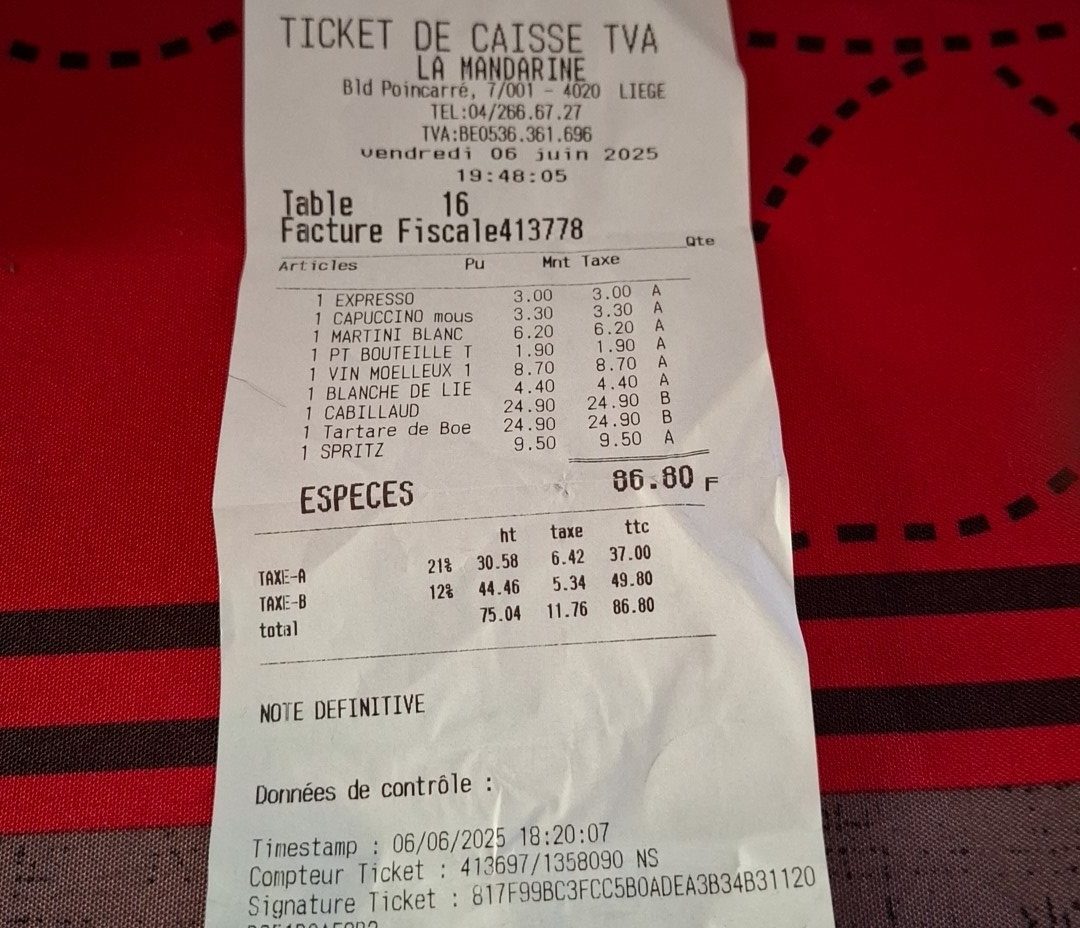 TICKET DE CAISSE TVA
LA MANDARINE
Bld Poincarré, 7/001 - 4020 LIEGE
TEL:04/266.67.27
TVA:BE0536.361.696
vendredi 06 juin 2025
19:48:05
Table 16
Facture Fiscale413778
Qte
Articles Pu Mnt Taxe
1 EXPRESSO 3.00 3.00 A
1 CAPUCCINO mous 3.30 3.30 A
1 MARTINI BLANC 6.20 6.20 A
1 PT BOUTEILLE T 1.90 1.90 A
1 VIN MOELLEUX 1 8.70 8.70 A
1 BLANCHE DE LIE 4.40 4.40 A
1 CABILLAUD 24.90 24.90 B
1 Tartare de Boe 24.90 24.90 B
1 SPRITZ 9.50 9.50 A
ESPECES 86.80 F
ht taxe ttc
TAXE-A 21% 30.58 6.42 37.00
TAXE-B 12% 44.46 5.34 49.80
total 75.04 11.76 86.80
NOTE DEFINITIVE
Données de contrôle :
Timestamp : 06/06/2025 18:20:07
Compteur Ticket : 413697/1358090 NS
Signature Ticket : 817F99BC3FCC5B0ADEA3B34B31120